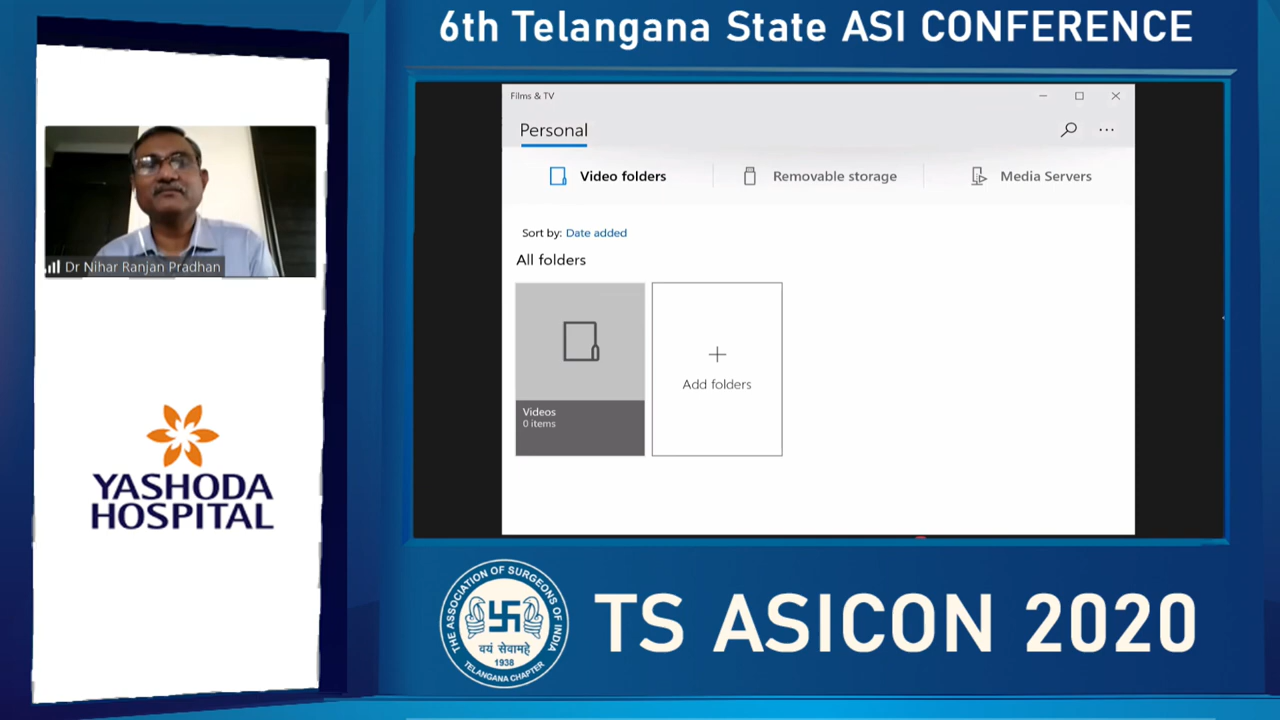 6th Telangana State ASI CONFERENCE
Films & TV
Personal
Video folders
Removable storage
Media Servers
Sort by: Date added
All folders
Videos
0 items
Add folders
Dr Nihar Ranjan Pradhan
YASHODA
HOSPITAL
THE ASSOCIATION OF SURGEONS OF INDIA
वयं सेवामहे
1938
TELANGANA CHAPTER
TS ASICON 2020